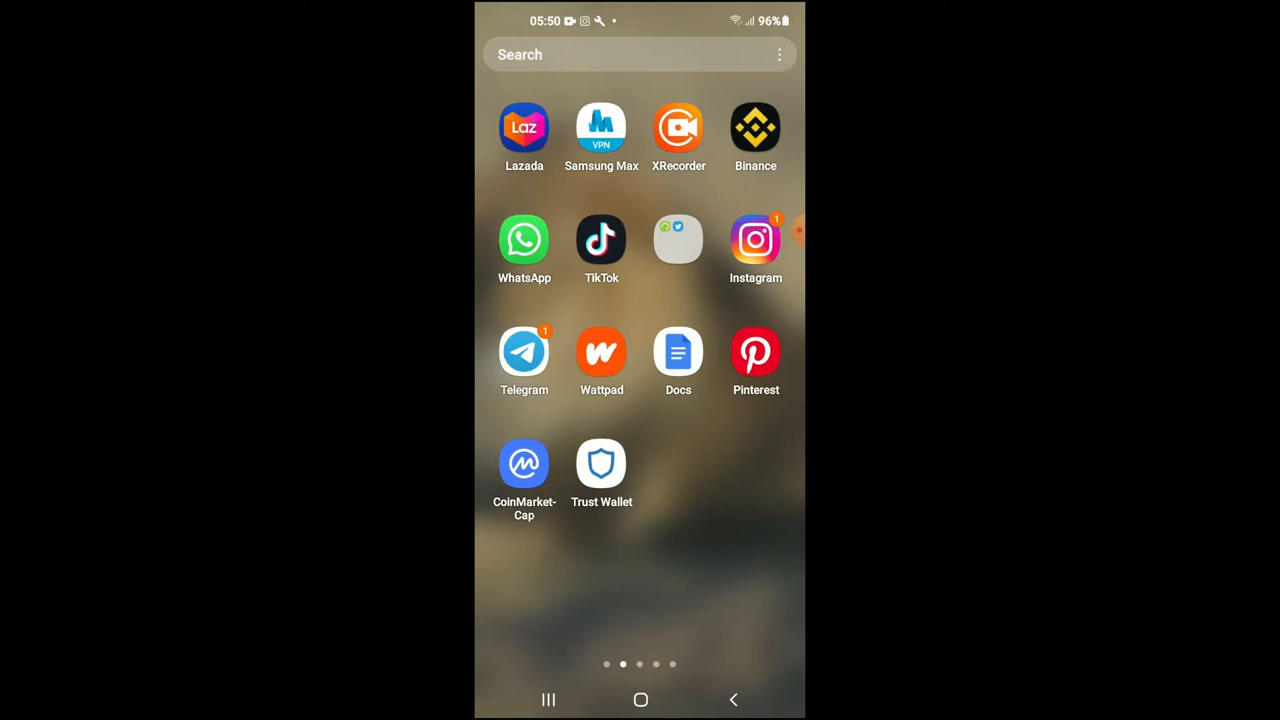 05:50
96%
Search
Laz
VPN
Lazada
Samsung Max
XRecorder
Binance
1
WhatsApp
TikTok
Instagram
1
Telegram
Wattpad
Docs
Pinterest
CoinMarket-
Cap
Trust Wallet